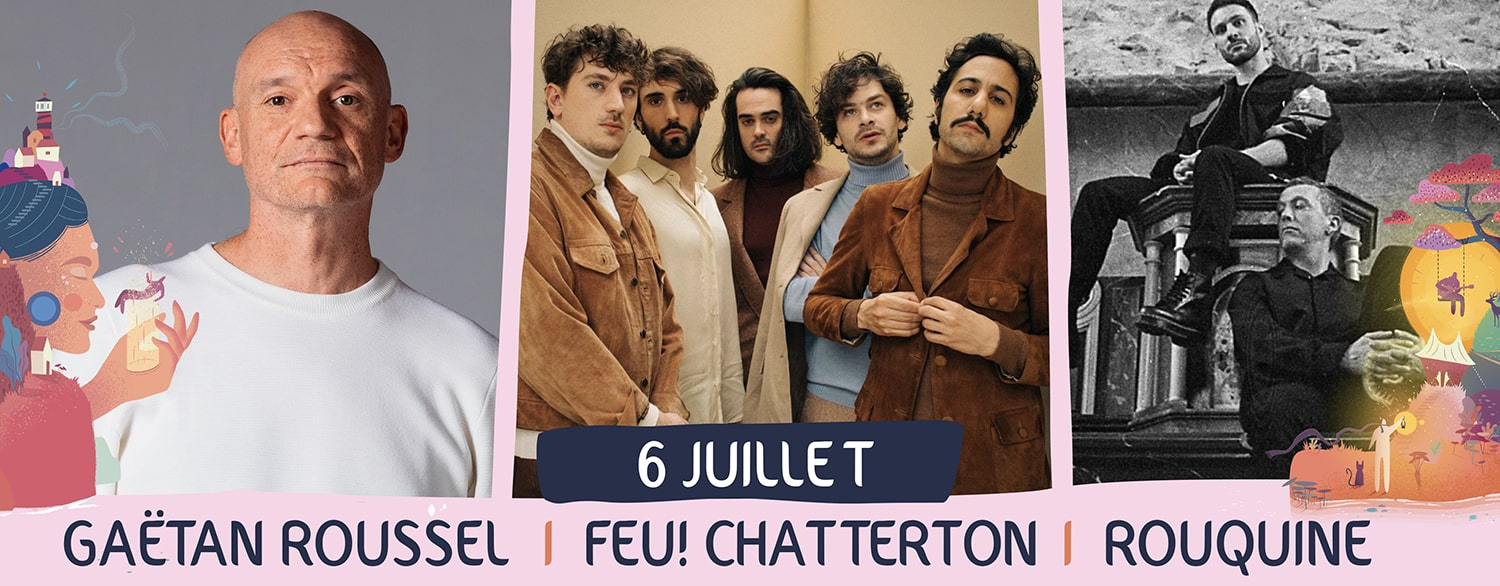 6 JUILLET
GAËTAN ROUSSEL | FEU! CHATTERTON | ROUQUINE